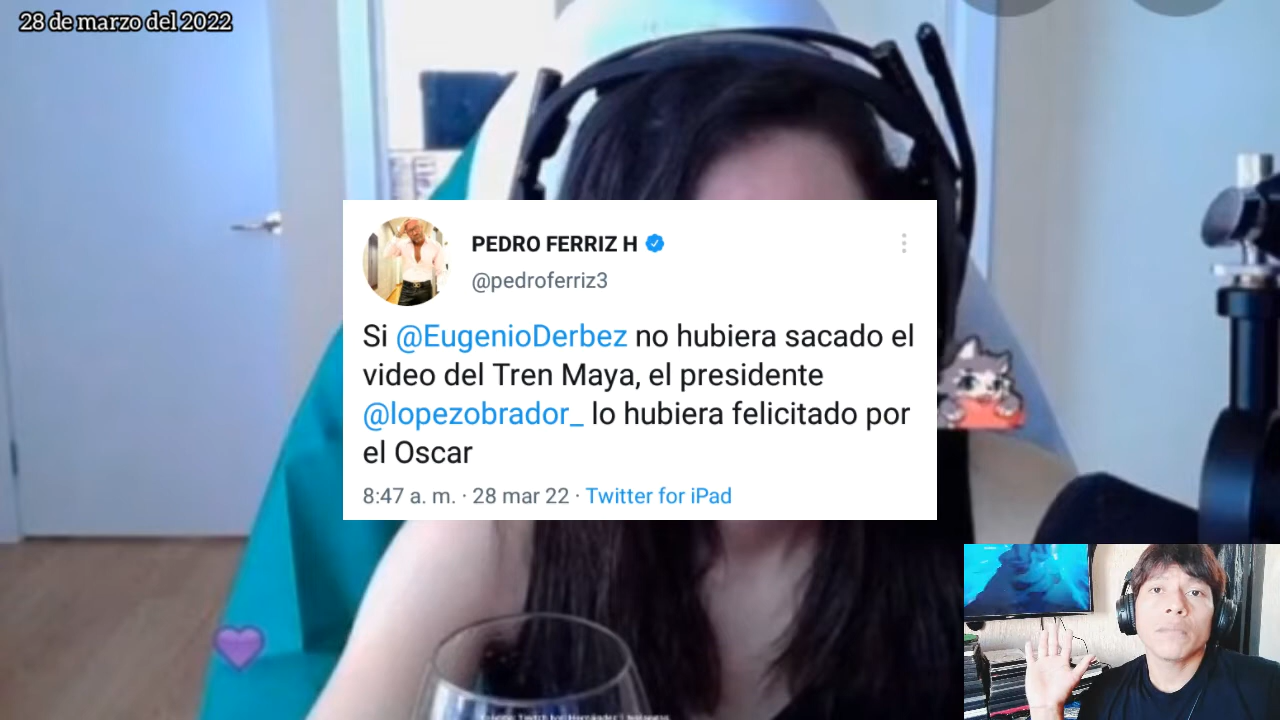 28 de marzo del 2022
PEDRO FERRIZ H
@pedroferriz3
Si @EugenioDerbez no hubiera sacado el
video del Tren Maya, el presidente
@lopezobrador_ lo hubiera felicitado por
el Oscar
8:47 a. m. · 28 mar 22 · Twitter for iPad